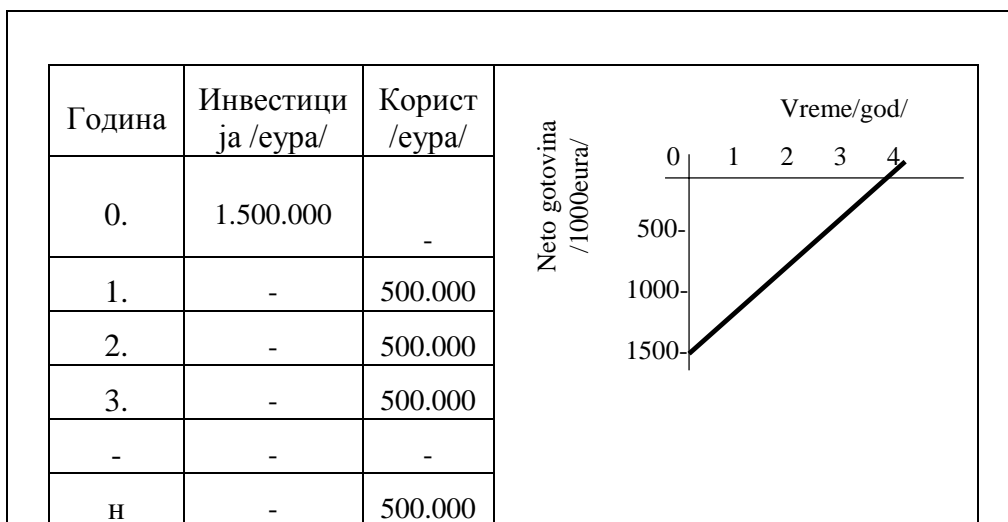 Година
Инвестици
ја /еура/
Корист
/еура/
0.
1.500.000
-
1.
-
500.000
2.
-
500.000
3.
-
500.000
-
-
-
н
-
500.000
Vreme/god/
Neto gotovina
/1000eura/
0 1 2 3 4
500-
1000-
1500-